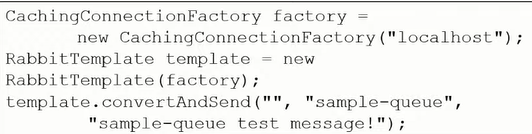 CachingConnectionFactory factory =
new CachingConnectionFactory("localhost");
RabbitTemplate template = new
RabbitTemplate(factory);
template.convertAndSend("", "sample-queue",
"sample-queue test message!");